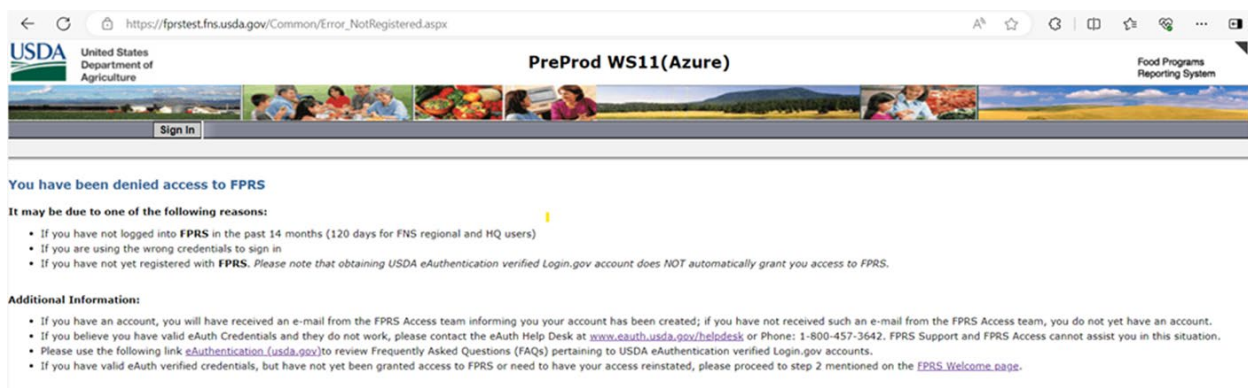 https://fprstest.fns.usda.gov/Common/Error_NotRegistered.aspx
USDA
United States
Department of
Agriculture
PreProd WS11(Azure)
Food Programs
Reporting System
Sign In
You have been denied access to FPRS
It may be due to one of the following reasons:
• If you have not logged into FPRS in the past 14 months (120 days for FNS regional and HQ users)
• If you are using the wrong credentials to sign in
• If you have not yet registered with FPRS. Please note that obtaining USDA eAuthentication verified Login.gov account does NOT automatically grant you access to FPRS.
Additional Information:
• If you have an account, you will have received an e-mail from the FPRS Access team informing you your account has been created; if you have not received such an e-mail from the FPRS Access team, you do not yet have an account.
• If you believe you have valid eAuth Credentials and they do not work, please contact the eAuth Help Desk at www.eauth.usda.gov/helpdesk or Phone: 1-800-457-3642. FPRS Support and FPRS Access cannot assist you in this situation.
• Please use the following link eAuthentication (usda.gov)to review Frequently Asked Questions (FAQs) pertaining to USDA eAuthentication verified Login.gov accounts.
• If you have valid eAuth verified credentials, but have not yet been granted access to FPRS or need to have your access reinstated, please proceed to step 2 mentioned on the FPRS Welcome page.